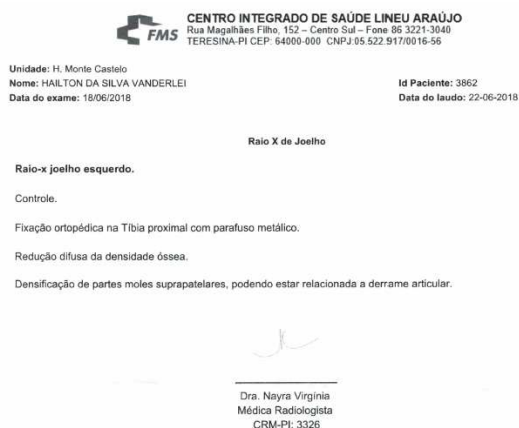 FMS
CENTRO INTEGRADO DE SAÚDE LINEU ARAÚJO
Rua Magalhães Filho, 152 – Centro Sul – Fone 86 3221-3040
TERESINA-PI CEP: 64000-000 CNPJ:05.522.917/0016-56
Unidade: H. Monte Castelo
Nome: HAILTON DA SILVA VANDERLEI
Id Paciente: 3862
Data do exame: 18/06/2018
Data do laudo: 22-06-2018
Raio X de Joelho
Raio-x joelho esquerdo.
Controle.
Fixação ortopédica na Tíbia proximal com parafuso metálico.
Redução difusa da densidade óssea.
Densificação de partes moles suprapatelares, podendo estar relacionada a derrame articular.
Dra. Nayra Virgínia
Médica Radiologista
CRM-PI: 3326